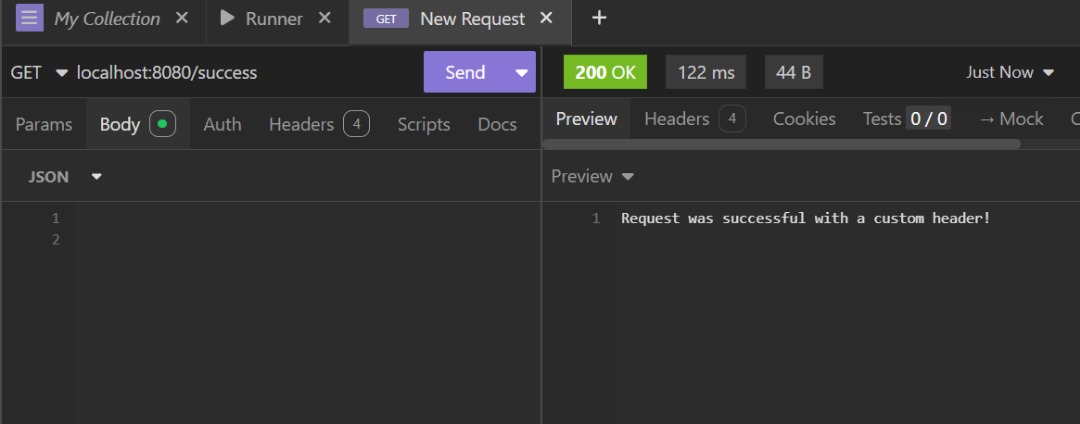 My Collection × Runner × GET New Request × +
GET localhost:8080/success Send 200 OK 122 ms 44 B Just Now
Params Body Auth Headers 4 Scripts Docs Preview Headers 4 Cookies Tests 0 / 0 → Mock C
JSON Preview
1 1 Request was successful with a custom header!
2